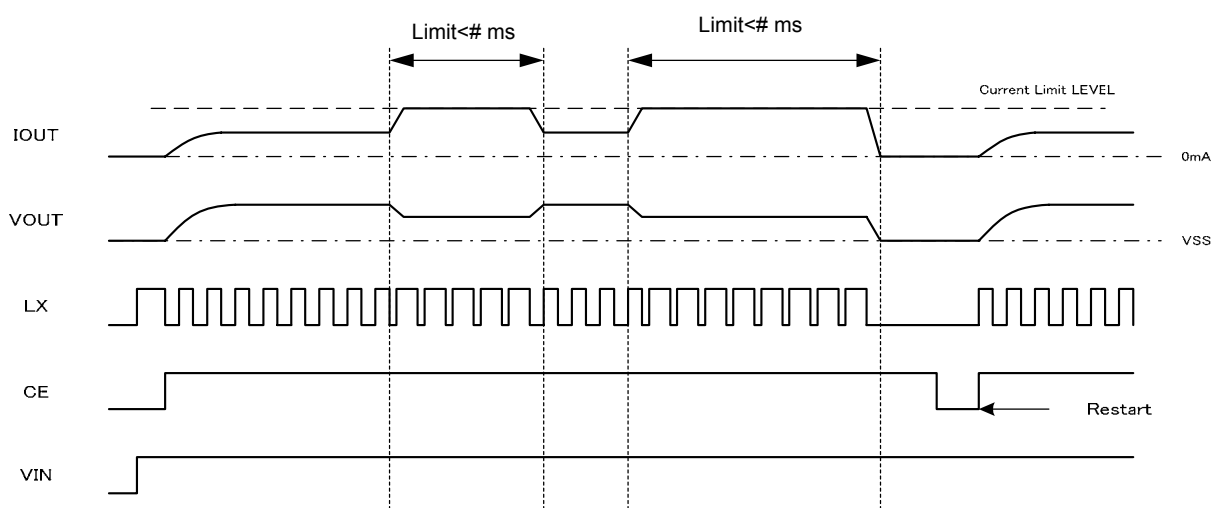 Limit<# ms
Limit<# ms
Current Limit LEVEL
IOUT
0mA
VOUT
VSS
LX
CE
Restart
VIN